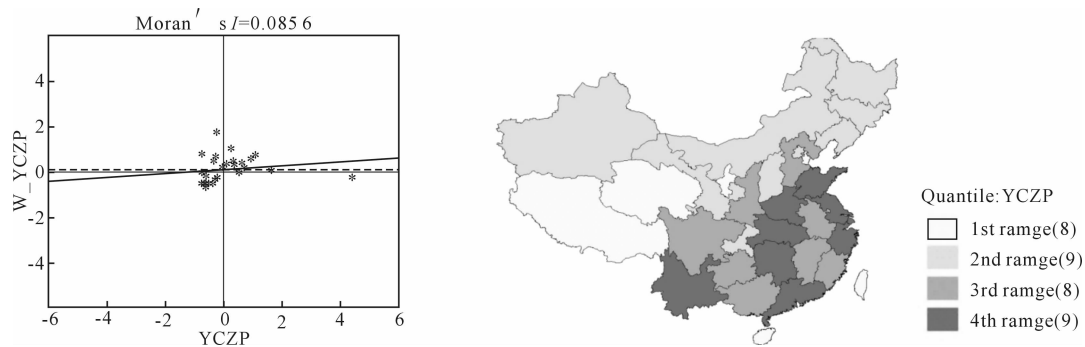 Moran′ s I=0.085 6
4
2
0
-2
-4
-6 -4 -2 0 2 4 6
W_YCZP
YCZP
Quantile:YCZP
1st ramge(8)
2nd ramge(9)
3rd ramge(8)
4th ramge(9)